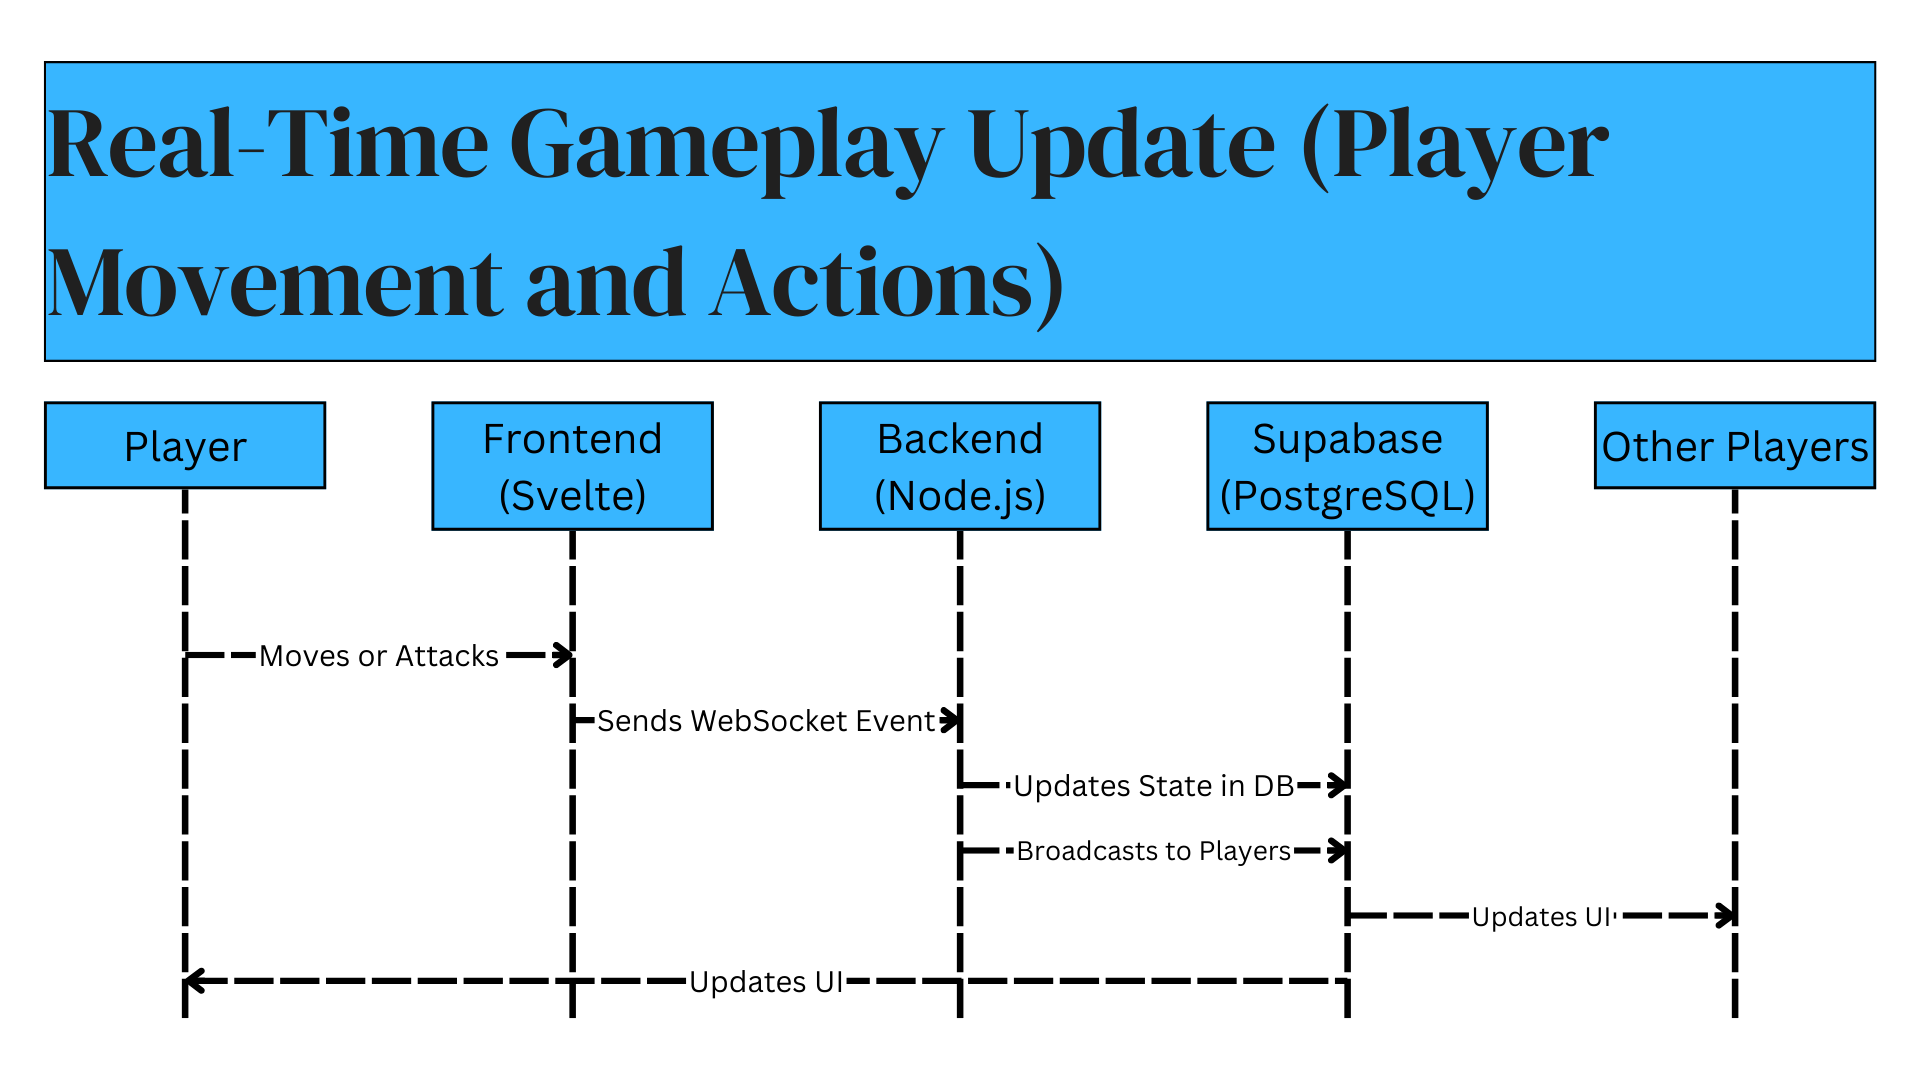 Real-Time Gameplay Update (Player
Movement and Actions)
Player
Frontend
(Svelte)
Backend
(Node.js)
Supabase
(PostgreSQL)
Other Players
Moves or Attacks
Sends WebSocket Event
Updates State in DB
Broadcasts to Players
Updates UI
Updates UI